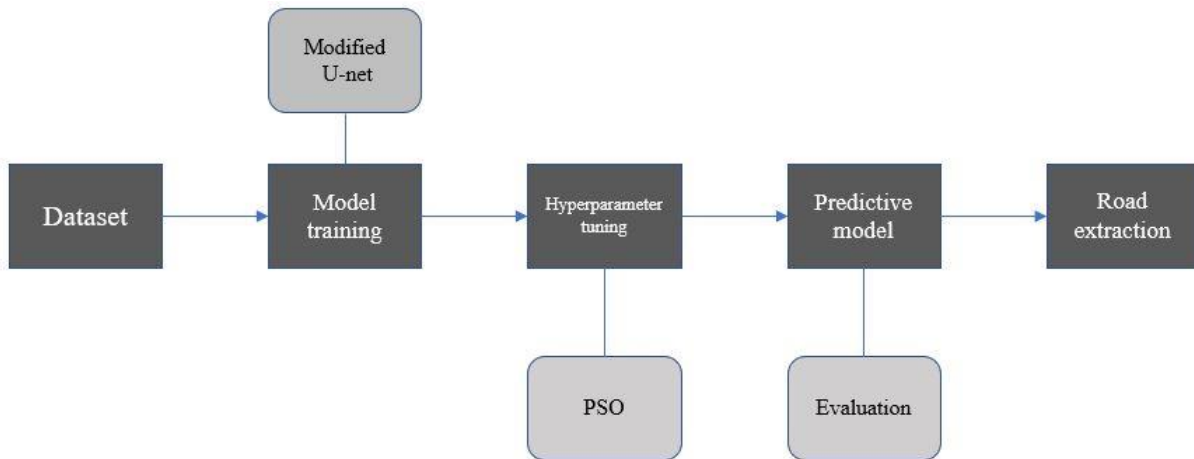 Modified
U-net
Dataset
Model
training
Hyperparameter
tuning
Predictive
model
Road
extraction
PSO
Evaluation